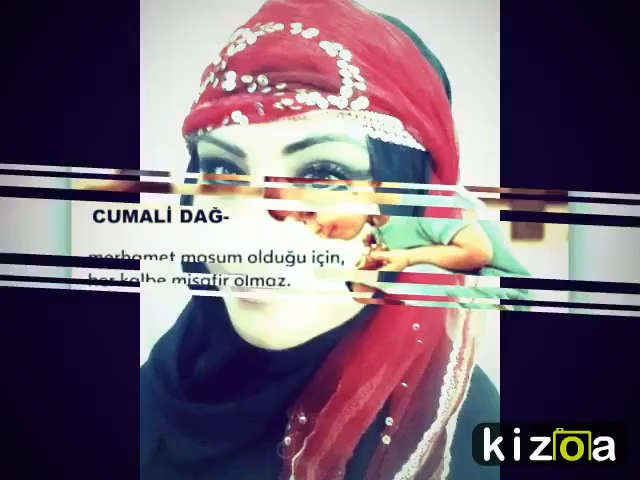 CUMALİ DAĞ-
merhamet masum olduğu için,
her kalbe misafir olmaz.
kizoa